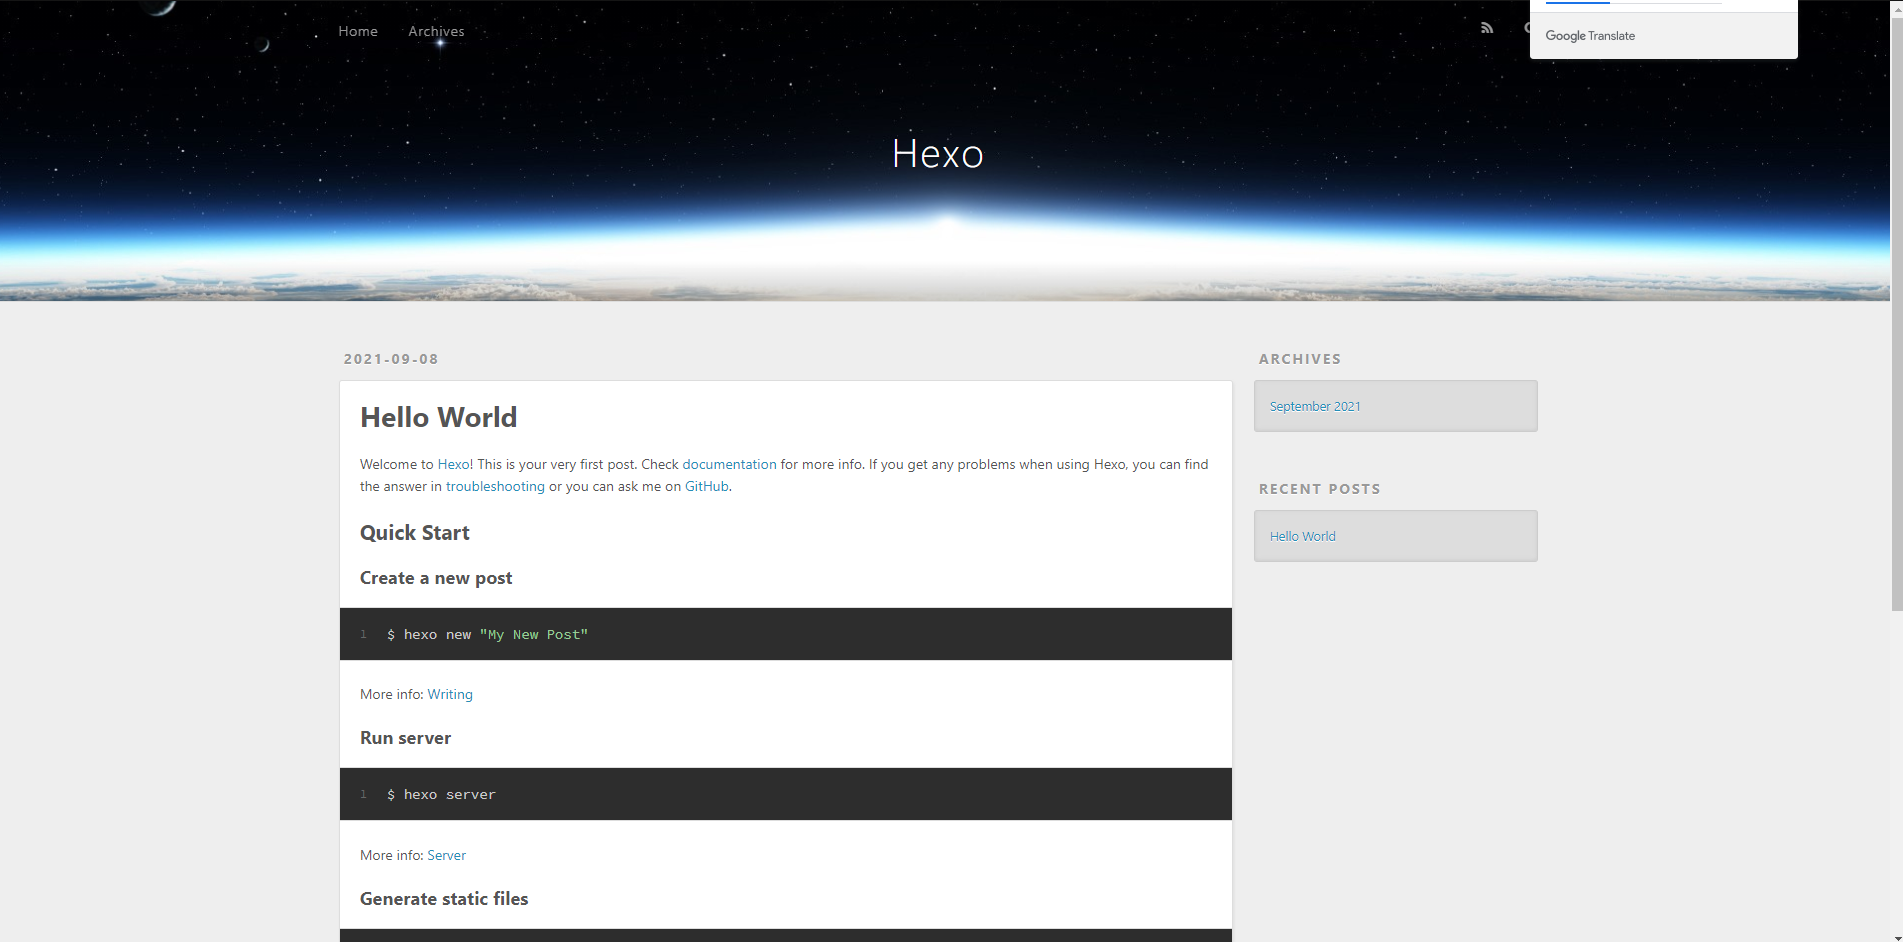 Home
Archives
Google Translate
Hexo
2021-09-08
Hello World
Welcome to Hexo! This is your very first post. Check documentation for more info. If you get any problems when using Hexo, you can find
the answer in troubleshooting or you can ask me on GitHub.
Quick Start
Create a new post
1 $ hexo new "My New Post"
More info: Writing
Run server
1 $ hexo server
More info: Server
Generate static files
ARCHIVES
September 2021
RECENT POSTS
Hello World